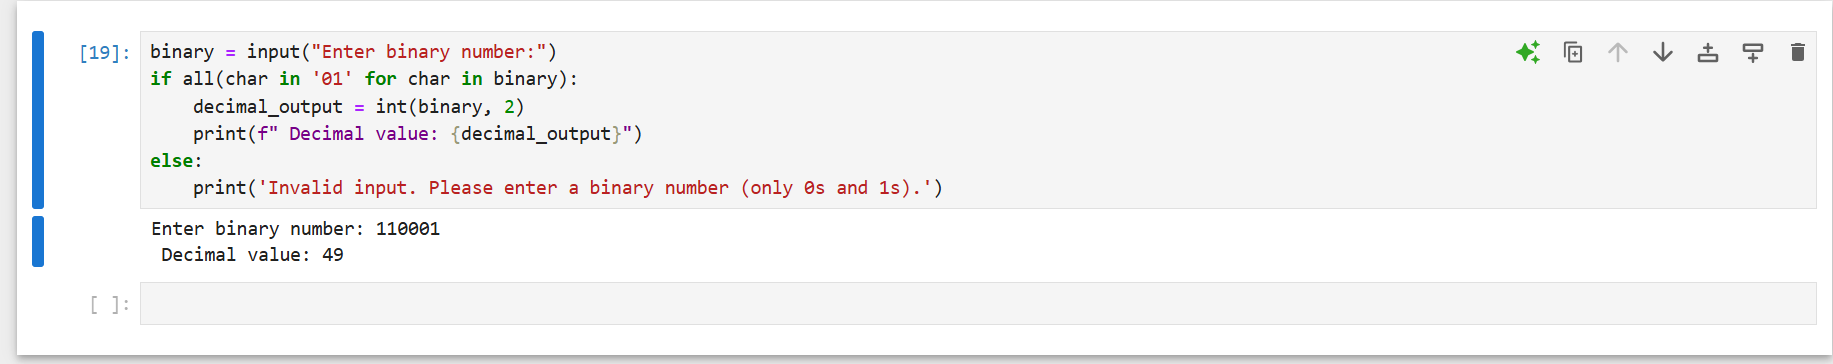 [19]: binary = input("Enter binary number:")
if all(char in '01' for char in binary):
    decimal_output = int(binary, 2)
    print(f" Decimal value: {decimal_output}")
else:
    print('Invalid input. Please enter a binary number (only 0s and 1s).')
Enter binary number: 110001
 Decimal value: 49
[ ]: